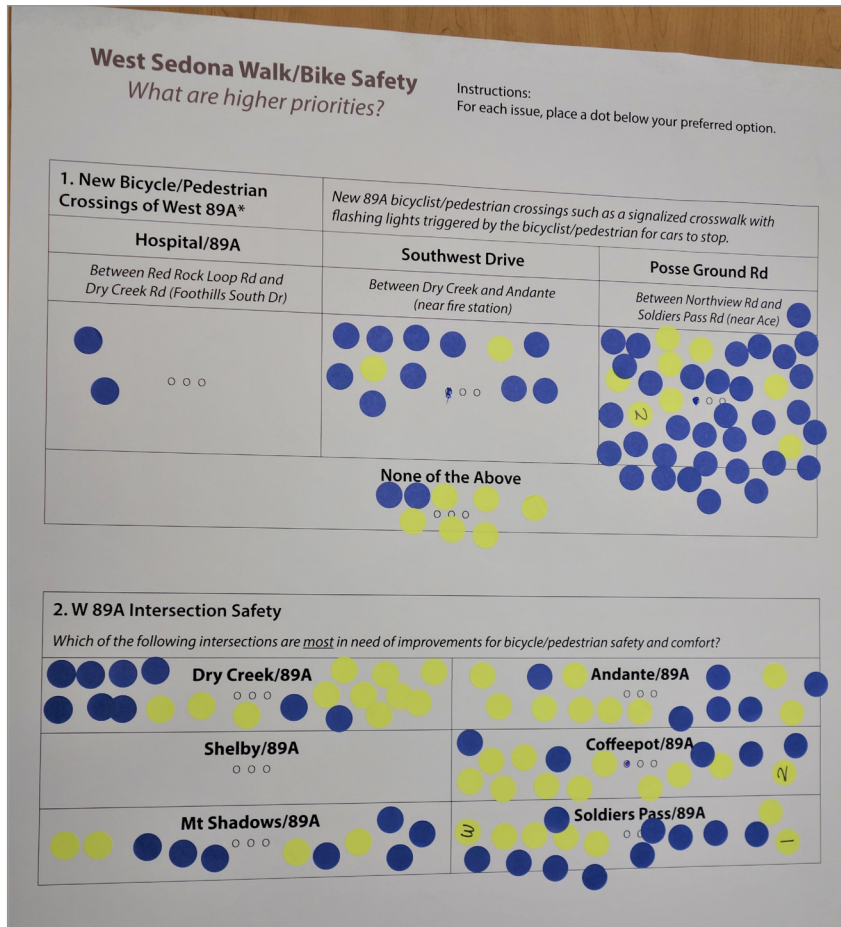 West Sedona Walk/Bike Safety
What are higher priorities?
Instructions:
For each issue, place a dot below your preferred option.
1. New Bicycle/Pedestrian
Crossings of West 89A*
New 89A bicyclist/pedestrian crossings such as a signalized crosswalk with
flashing lights triggered by the bicyclist/pedestrian for cars to stop.
Hospital/89A
Southwest Drive
Posse Ground Rd
Between Red Rock Loop Rd and
Dry Creek Rd (Foothills South Dr)
Between Dry Creek and Andante
(near fire station)
Between Northview Rd and
Soldiers Pass Rd (near Ace)
2
None of the Above
2. W 89A Intersection Safety
Which of the following intersections are most in need of improvements for bicycle/pedestrian safety and comfort?
Dry Creek/89A
Andante/89A
Shelby/89A
Coffeepot/89A
2
Mt Shadows/89A
Soldiers Pass/89A
3
1